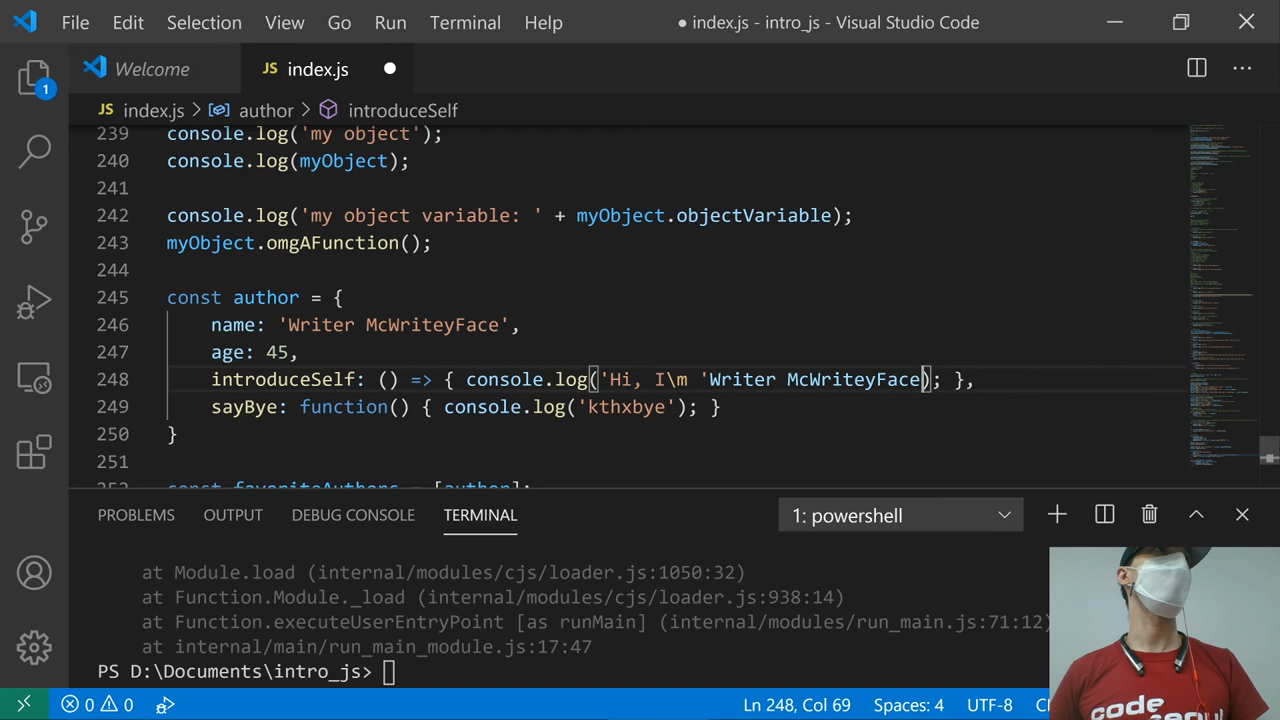 File Edit Selection View Go Run Terminal Help ● index.js - intro_js - Visual Studio Code
Welcome JS index.js ●
JS index.js > author > introduceSelf
1
239 console.log('my object');
240 console.log(myObject);
241
242 console.log('my object variable: ' + myObject.objectVariable);
243 myObject.omgAFunction();
244
245 const author = {
246 name: 'Writer McWriteyFace',
247 age: 45,
248 introduceSelf: () => { console.log('Hi, I\m 'Writer McWriteyFace); },
249 sayBye: function() { console.log('kthxbye'); }
250 }
251
252 const favoriteAuthors = [author];
PROBLEMS OUTPUT DEBUG CONSOLE TERMINAL 1: powershell
at Module.load (internal/modules/cjs/loader.js:1050:32)
at Function.Module._load (internal/modules/cjs/loader.js:938:14)
at Function.executeUserEntryPoint [as runMain] (internal/modules/run_main.js:71:12)
at internal/main/run_main_module.js:17:47
PS D:\Documents\intro_js>
0 0 Ln 248, Col 69 Spaces: 4 UTF-8
code